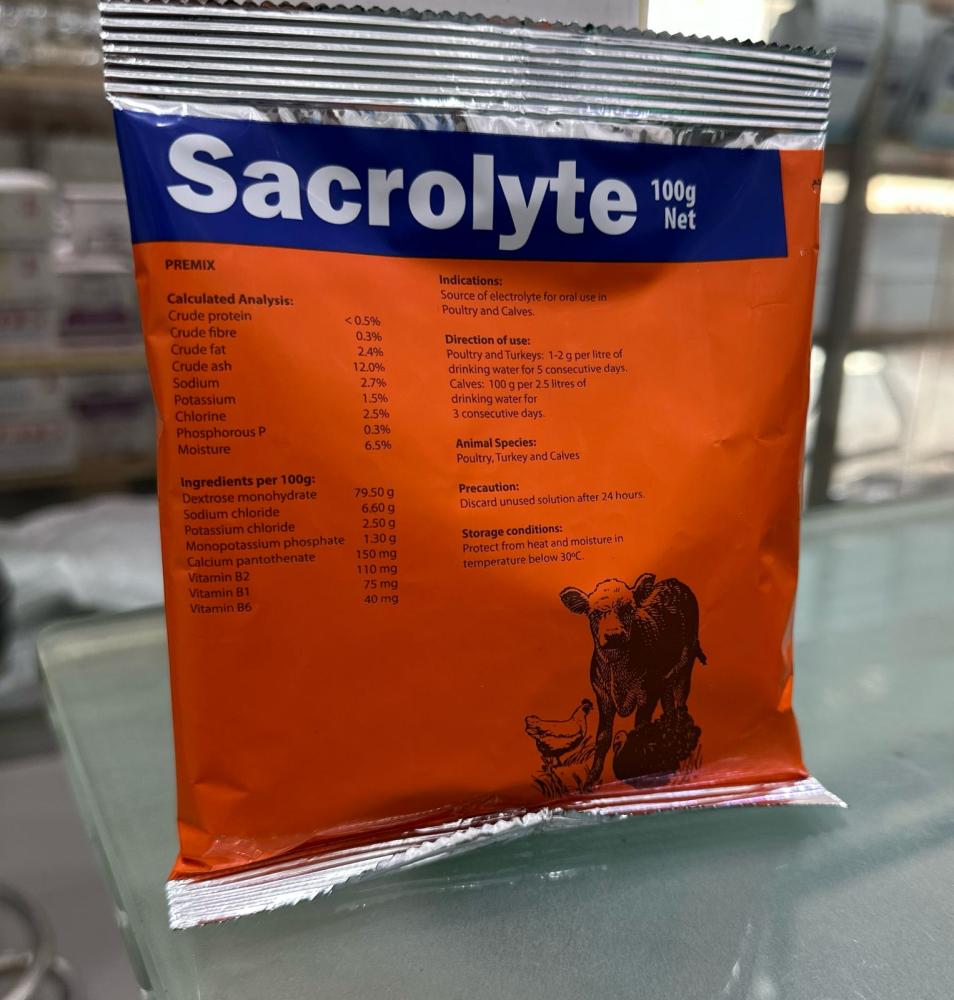 Sacrolyte 100g
Net
PREMIX
Calculated Analysis:
Crude protein < 0.5%
Crude fibre 0.3%
Crude fat 2.4%
Crude ash 12.0%
Sodium 2.7%
Potassium 1.5%
Chlorine 2.5%
Phosphorous P 0.3%
Moisture 6.5%
Ingredients per 100g:
Dextrose monohydrate 79.50 g
Sodium chloride 6.60 g
Potassium chloride 2.50 g
Monopotassium phosphate 1.30 g
Calcium pantothenate 150 mg
Vitamin B2 110 mg
Vitamin B1 75 mg
Vitamin B6 40 mg
Indications:
Source of electrolyte for oral use in
Poultry and Calves.
Direction of use:
Poultry and Turkeys: 1-2 g per litre of
drinking water for 5 consecutive days.
Calves: 100 g per 2.5 litres of
drinking water for
3 consecutive days.
Animal Species:
Poultry, Turkey and Calves
Precaution:
Discard unused solution after 24 hours.
Storage conditions:
Protect from heat and moisture in
temperature below 30ºC.